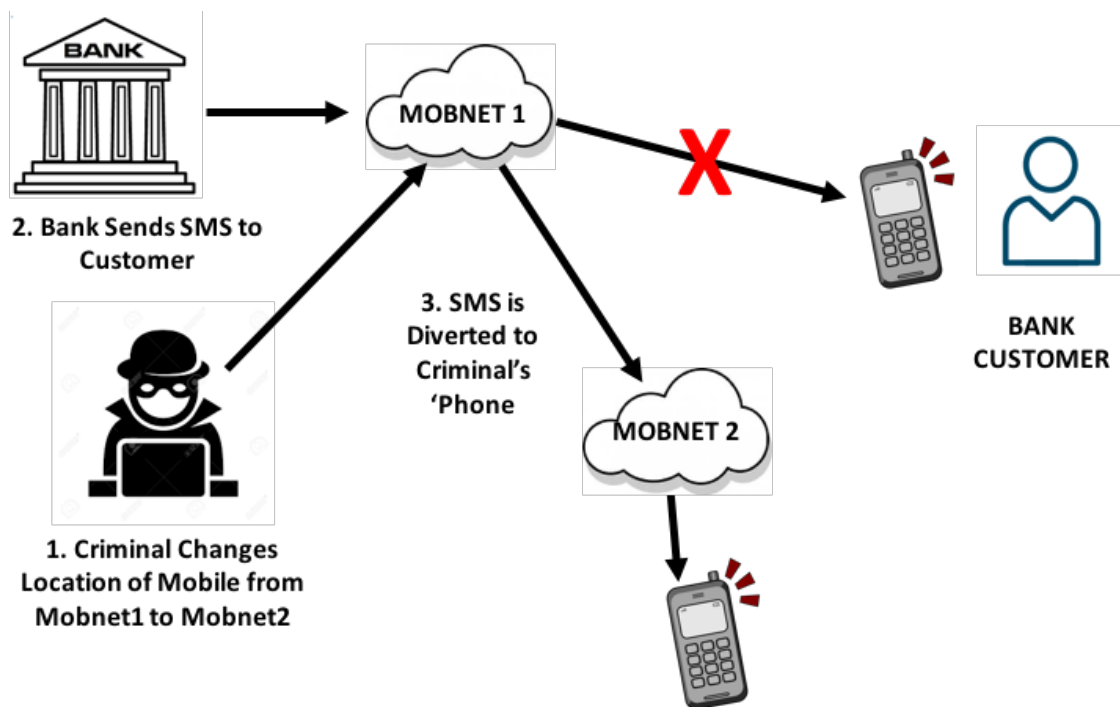 BANK
MOBNET 1
2. Bank Sends SMS to
Customer
3. SMS is
Diverted to
Criminal's
‘Phone
BANK
CUSTOMER
MOBNET 2
1. Criminal Changes
Location of Mobile from
Mobnet1 to Mobnet2